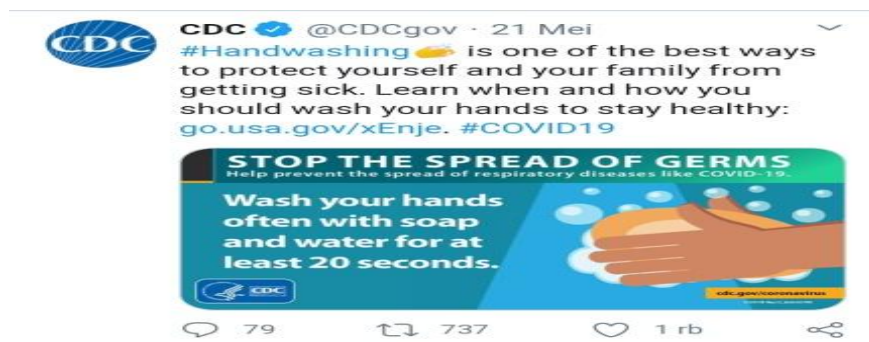 CDC @CDCgov · 21 Mei
CDC
#Handwashing👏 is one of the best ways
to protect yourself and your family from
getting sick. Learn when and how you
should wash your hands to stay healthy:
go.usa.gov/xEnje. #COVID19
STOP THE SPREAD OF GERMS
Help prevent the spread of respiratory diseases like COVID-19.
Wash your hands
often with soap
and water for at
least 20 seconds.
CDC
cdc.gov/coronavirus
79 737 1 rb